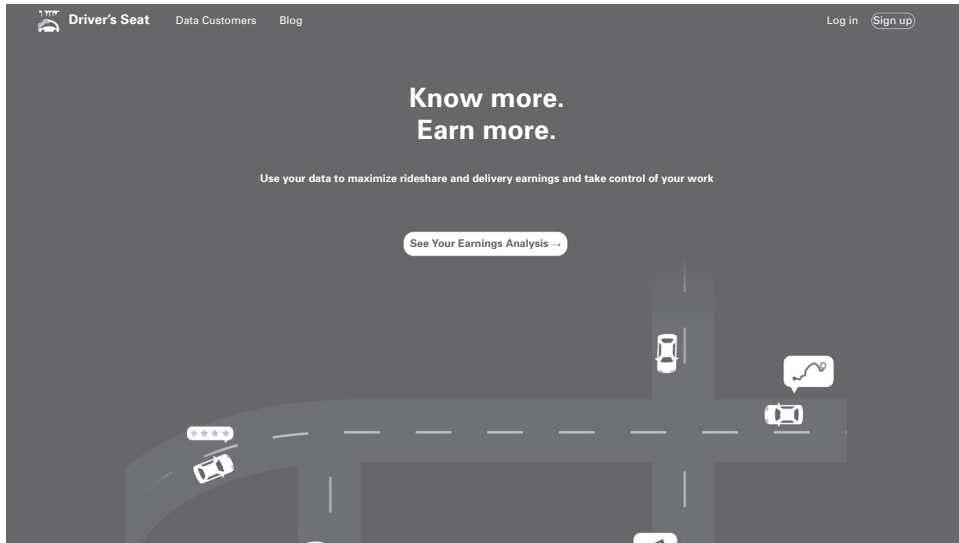 Driver's Seat Data Customers Blog Log in Sign up
Know more.
Earn more.
Use your data to maximize rideshare and delivery earnings and take control of your work
See Your Earnings Analysis →